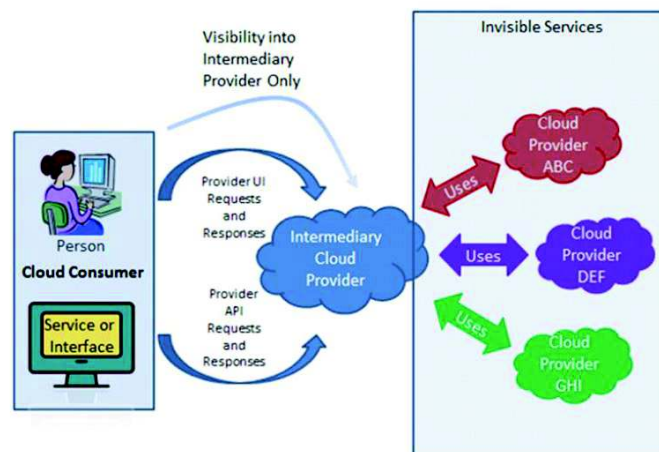 Visibility into
Intermediary
Provider Only
Invisible Services
Person
Cloud Consumer
Service or
Interface
Provider UI
Requests
and
Responses
Provider
API
Requests
and
Responses
Intermediary
Cloud
Provider
Uses
Uses
Uses
Cloud
Provider
ABC
Cloud
Provider
DEF
Cloud
Provider
GHI